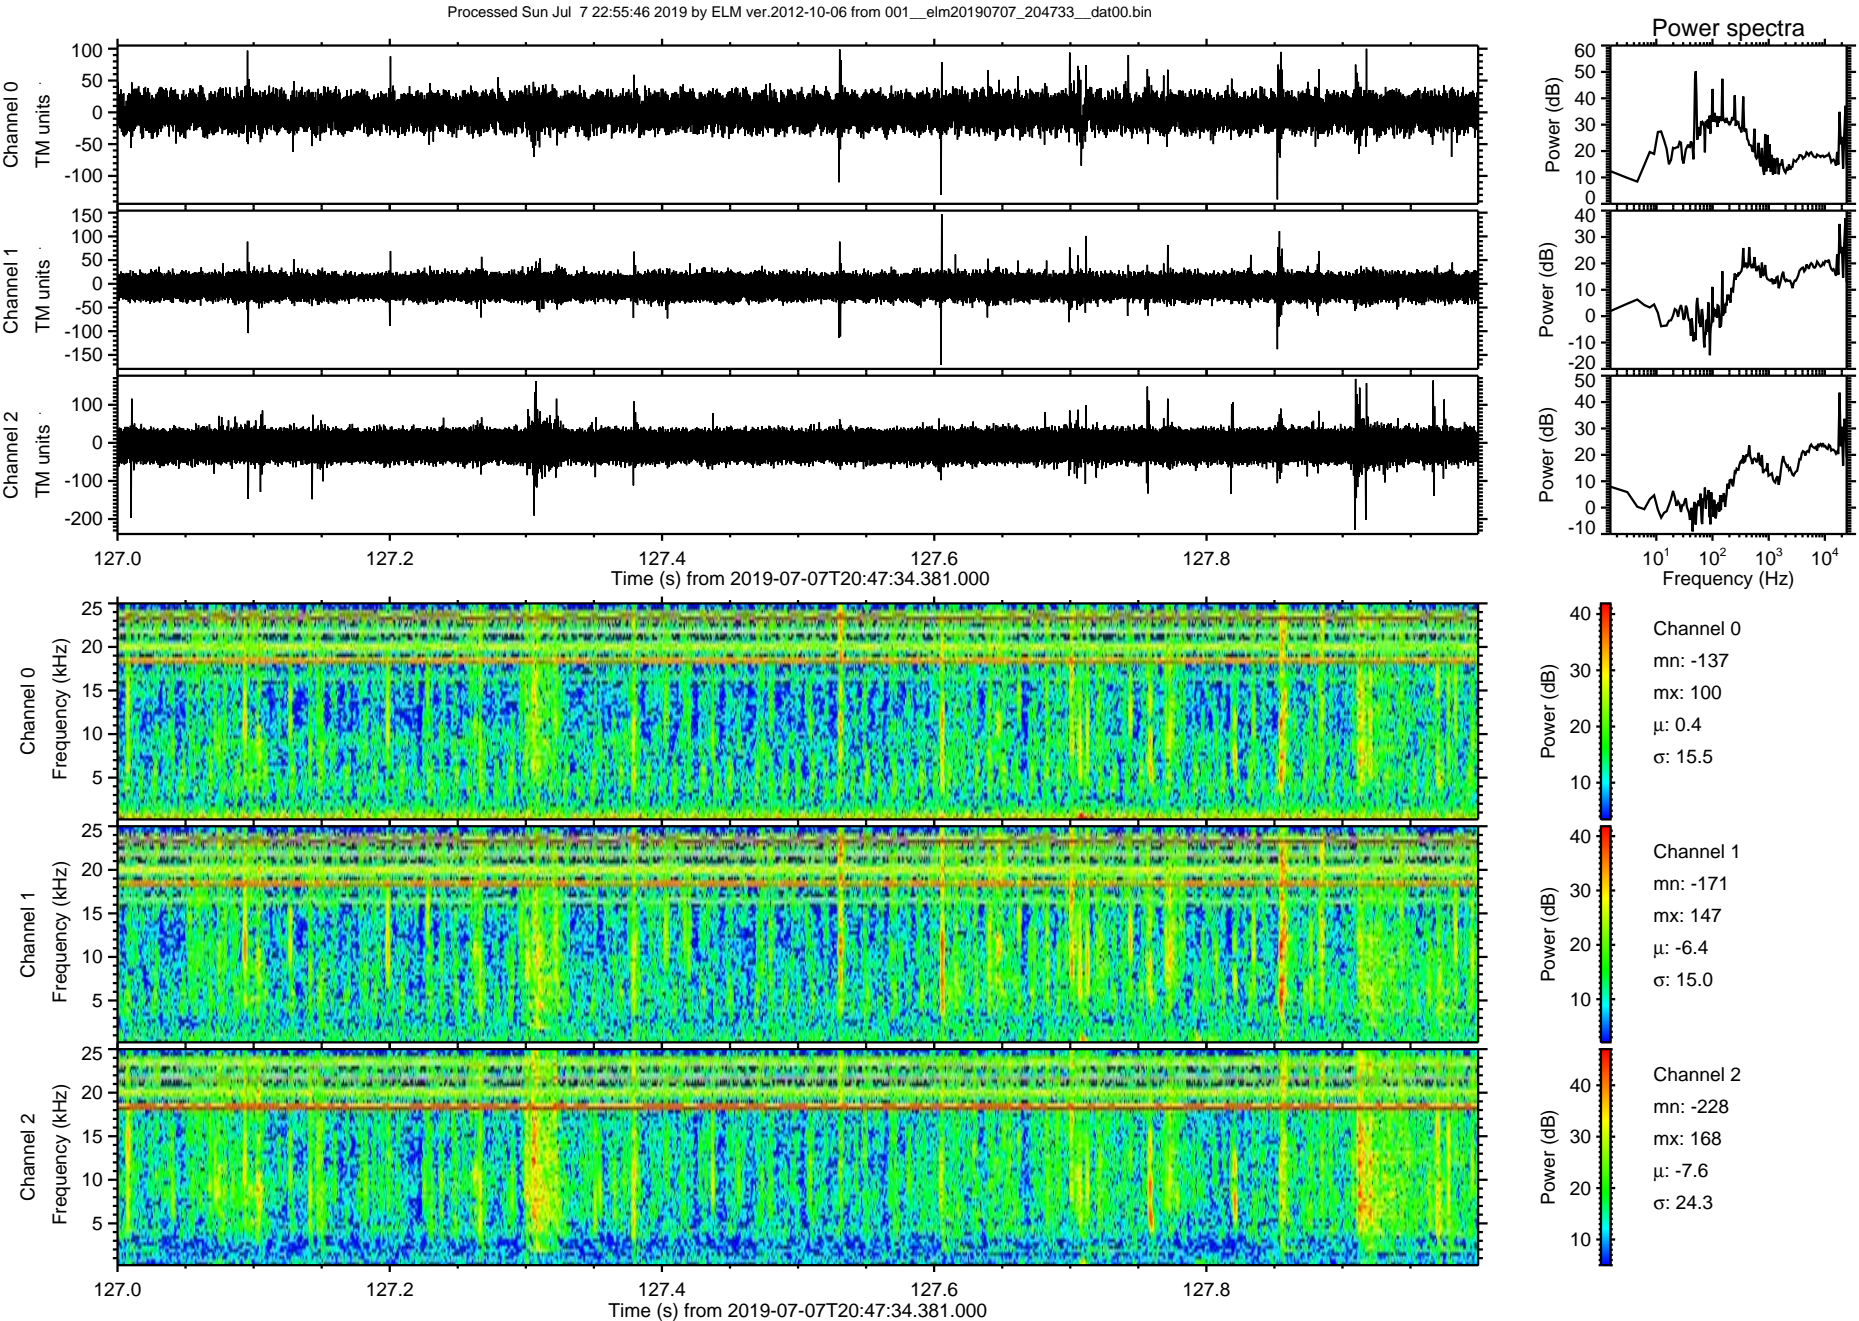 Processed Sun Jul 7 22:55:46 2019 by ELM ver.2012-10-06 from 001__elm20190707_204733__dat00.bin
Power spectra
Channel 0
TM units
100
50
0
-50
-100
Power (dB)
60
50
40
30
20
10
0
Channel 1
TM units
150
100
50
0
-50
-100
-150
Power (dB)
40
30
20
10
0
-10
-20
Channel 2
TM units
100
0
-100
-200
Power (dB)
50
40
30
20
10
0
-10
127.0 127.2 127.4 127.6 127.8
Time (s) from 2019-07-07T20:47:34.381.000
10¹ 10² 10³ 10⁴
Frequency (Hz)
Channel 0
Frequency (kHz)
25
20
15
10
5
Power (dB)
40
30
20
10
Channel 0
mn: -137
mx: 100
μ: 0.4
σ: 15.5
Channel 1
Frequency (kHz)
25
20
15
10
5
Power (dB)
40
30
20
10
Channel 1
mn: -171
mx: 147
μ: -6.4
σ: 15.0
Channel 2
Frequency (kHz)
25
20
15
10
5
Power (dB)
40
30
20
10
Channel 2
mn: -228
mx: 168
μ: -7.6
σ: 24.3
127.0 127.2 127.4 127.6 127.8
Time (s) from 2019-07-07T20:47:34.381.000